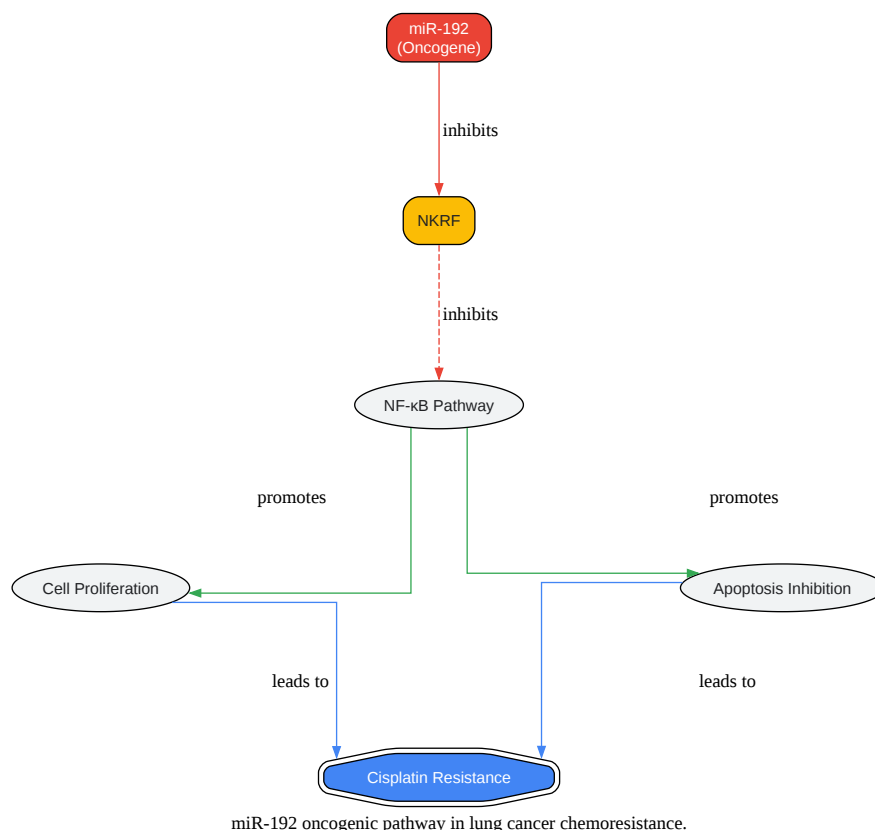 miR-192
(Oncogene)
inhibits
NKRF
inhibits
NF-κB Pathway
promotes
promotes
Cell Proliferation
Apoptosis Inhibition
leads to
leads to
Cisplatin Resistance
miR-192 oncogenic pathway in lung cancer chemoresistance.